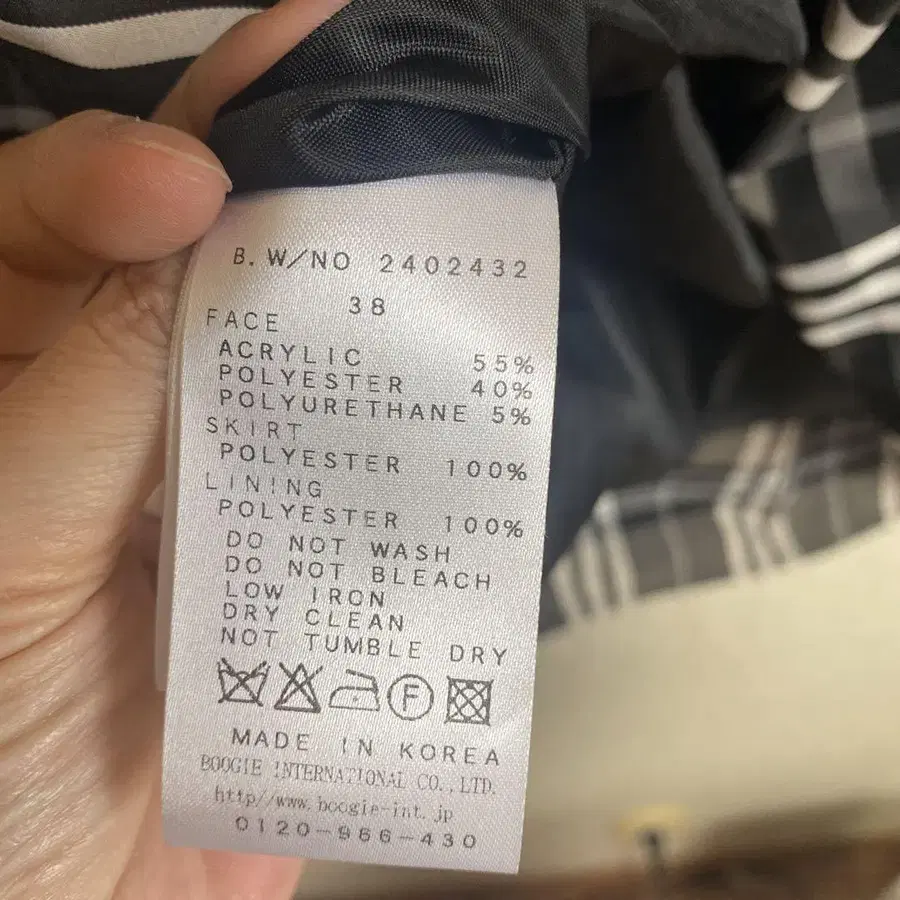 B. W/NO 2402432
38
FACE
ACRYLIC 55%
POLYESTER 40%
POLYURETHANE 5%
SKIRT
POLYESTER 100%
LINING
POLYESTER 100%
DO NOT WASH
DO NOT BLEACH
LOW IRON
DRY CLEAN
NOT TUMBLE DRY
F
MADE IN KOREA
BOOGIE INTERNATIONAL CO.,LTD.
http//www.boogie-int.jp
0120-966-430